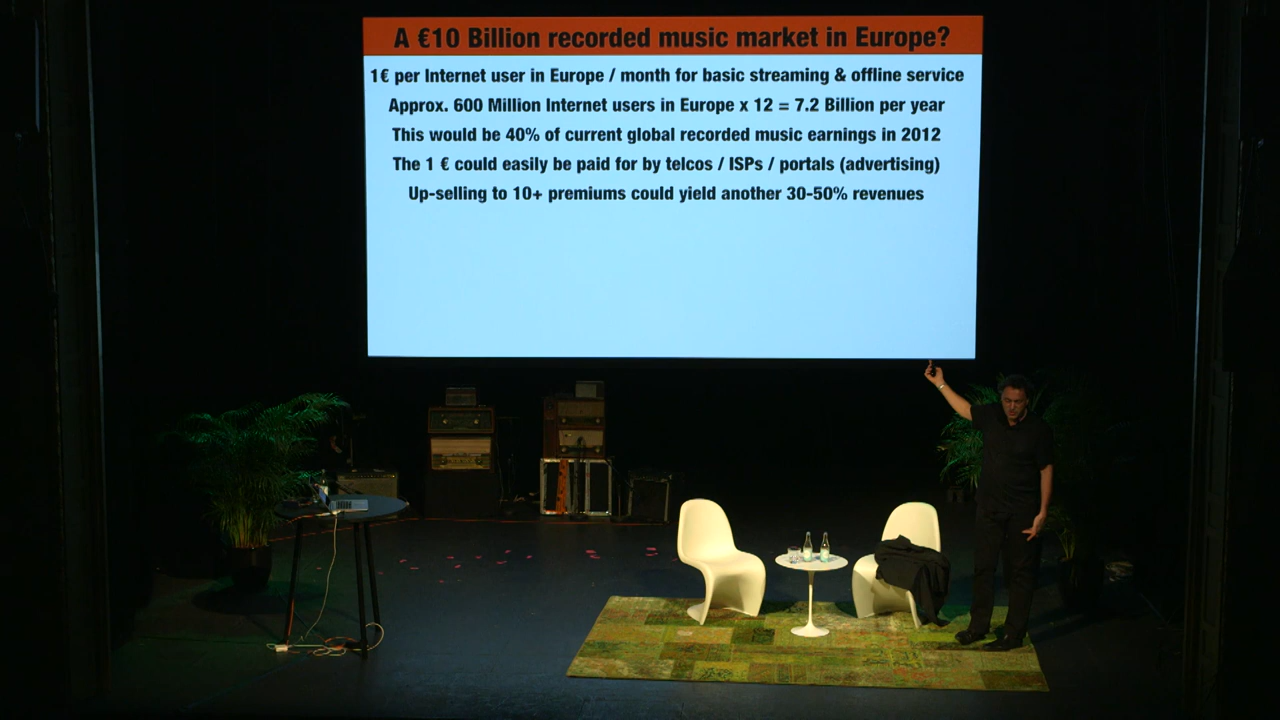 A €10 Billion recorded music market in Europe?
1€ per Internet user in Europe / month for basic streaming & offline service
Approx. 600 Million Internet users in Europe x 12 = 7.2 Billion per year
This would be 40% of current global recorded music earnings in 2012
The 1 € could easily be paid for by telcos / ISPs / portals (advertising)
Up-selling to 10+ premiums could yield another 30-50% revenues